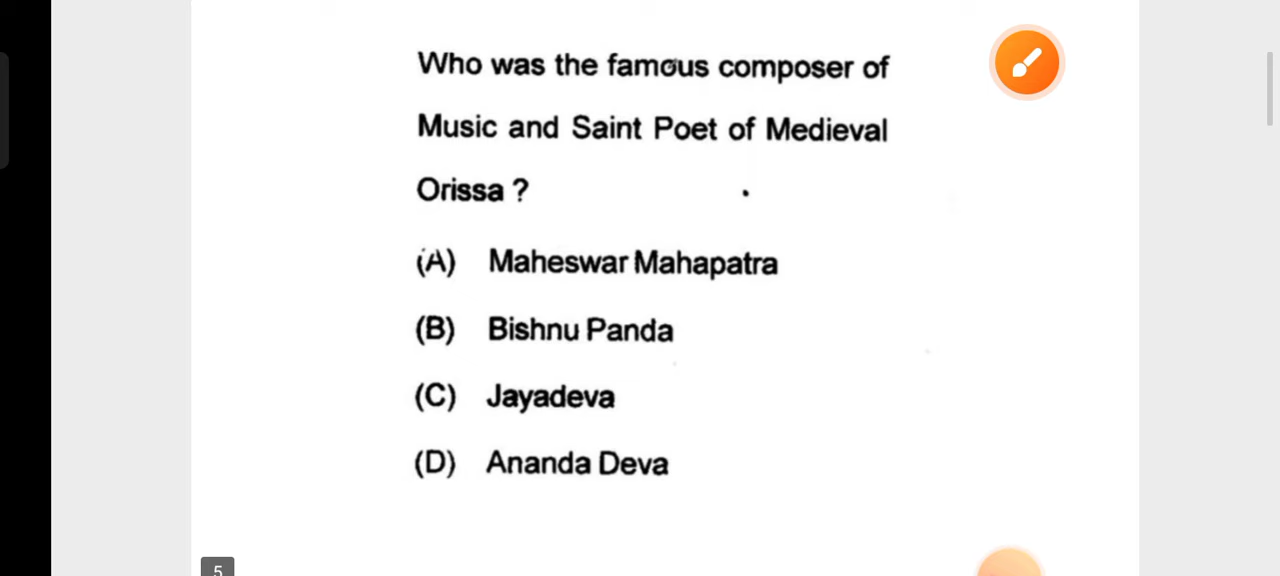 Who was the famous composer of
Music and Saint Poet of Medieval
Orissa ?
(A) Maheswar Mahapatra
(B) Bishnu Panda
(C) Jayadeva
(D) Ananda Deva
5